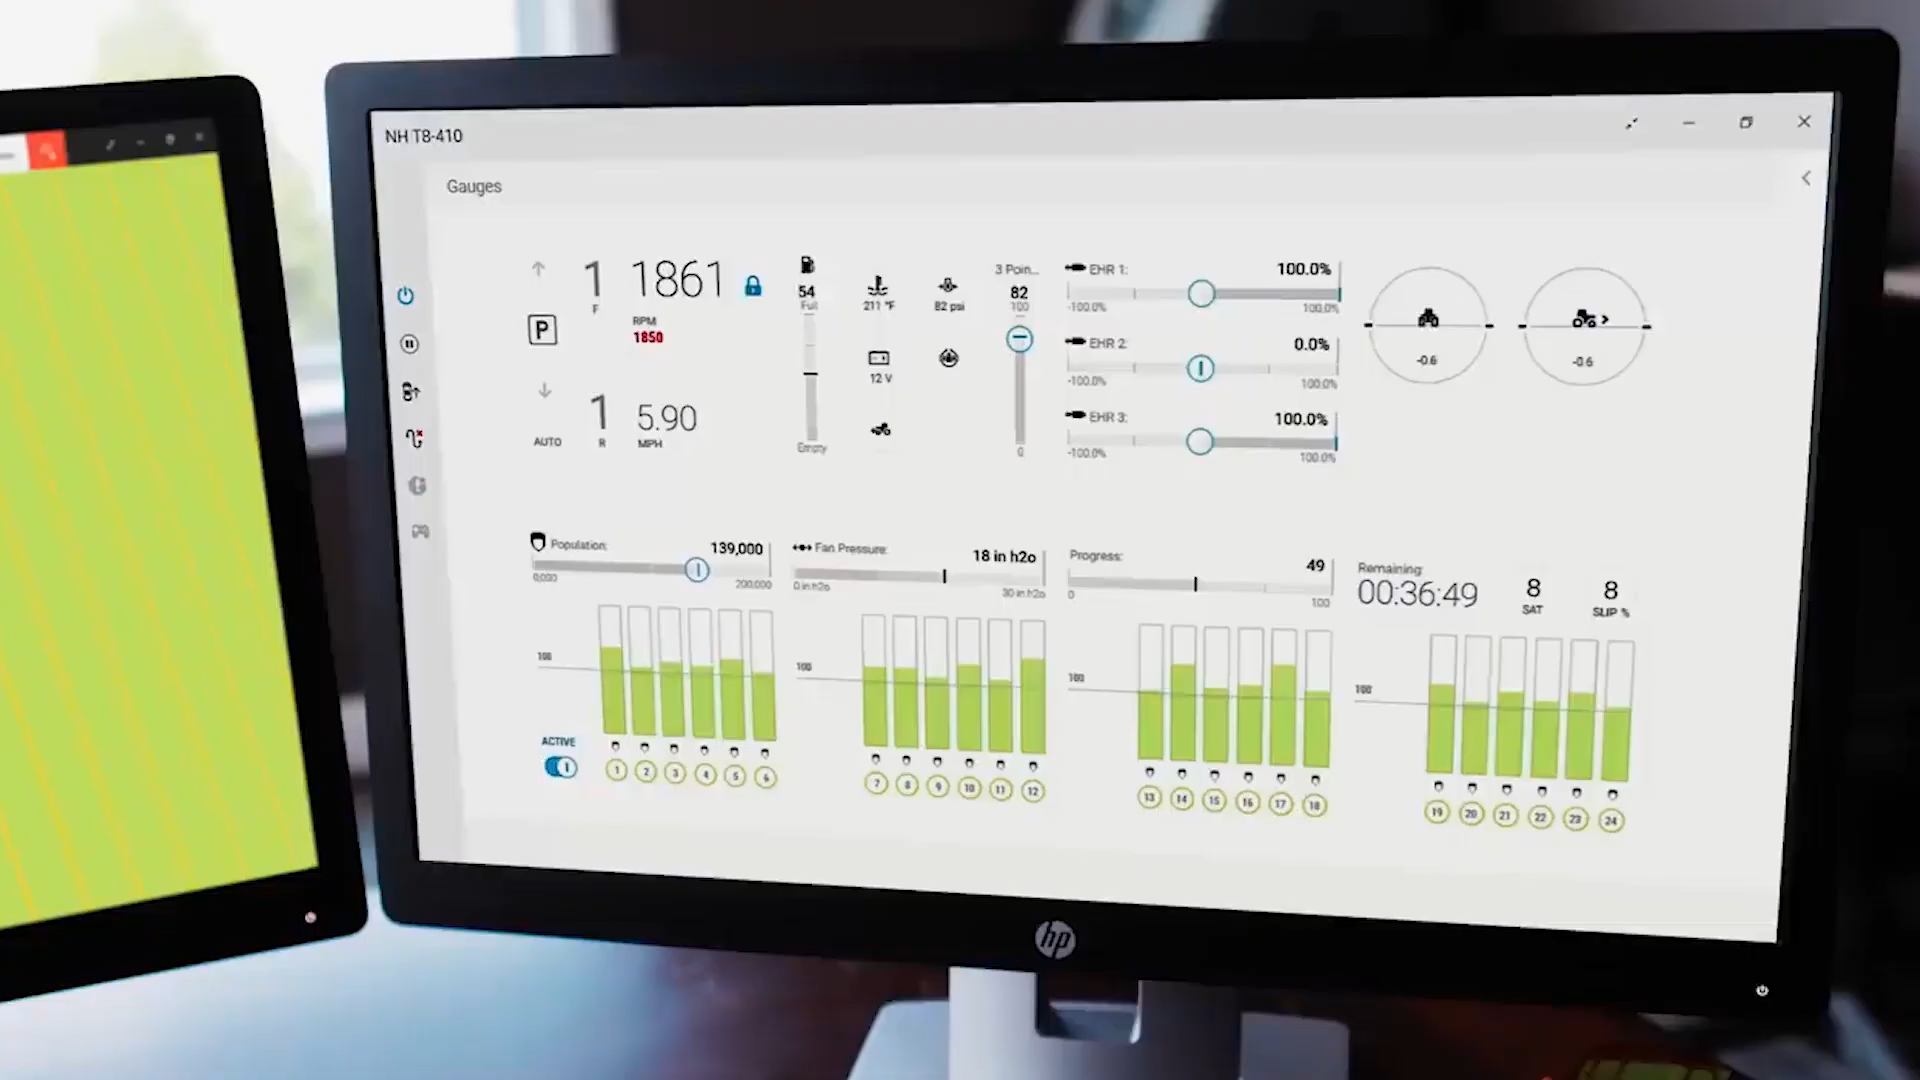 NH T8-410
Gauges
1
F
1861
RPM
1850
P
1
R
5.90
MPH
AUTO
54
Full
Empty
211 °F
82 psi
12 V
3 Poin...
82
100
0
EHR 1:
100.0%
-100.0%
100.0%
EHR 2:
0.0%
-100.0%
100.0%
EHR 3:
100.0%
-100.0%
100.0%
-0.6
-0.6
Population:
139,000
0,000
200,000
Fan Pressure:
18 in h2o
0 in h2o
30 in h2o
Progress:
49
0
100
Remaining:
00:36:49
8
SAT
8
SLIP %
100
100
100
100
ACTIVE
1 2 3 4 5 6
7 8 9 10 11 12
13 14 15 16 17 18
19 20 21 22 23 24
hp